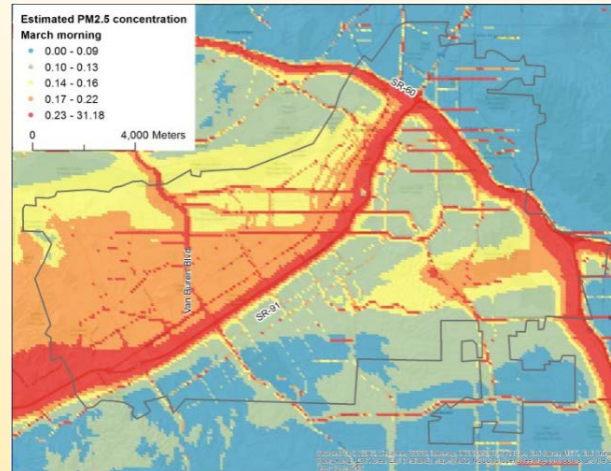 Estimated PM2.5 concentration
March morning
0.00 - 0.09
0.10 - 0.13
0.14 - 0.16
0.17 - 0.22
0.23 - 31.18
0 4,000 Meters
SR-60
Van Buren Blvd
SR-91